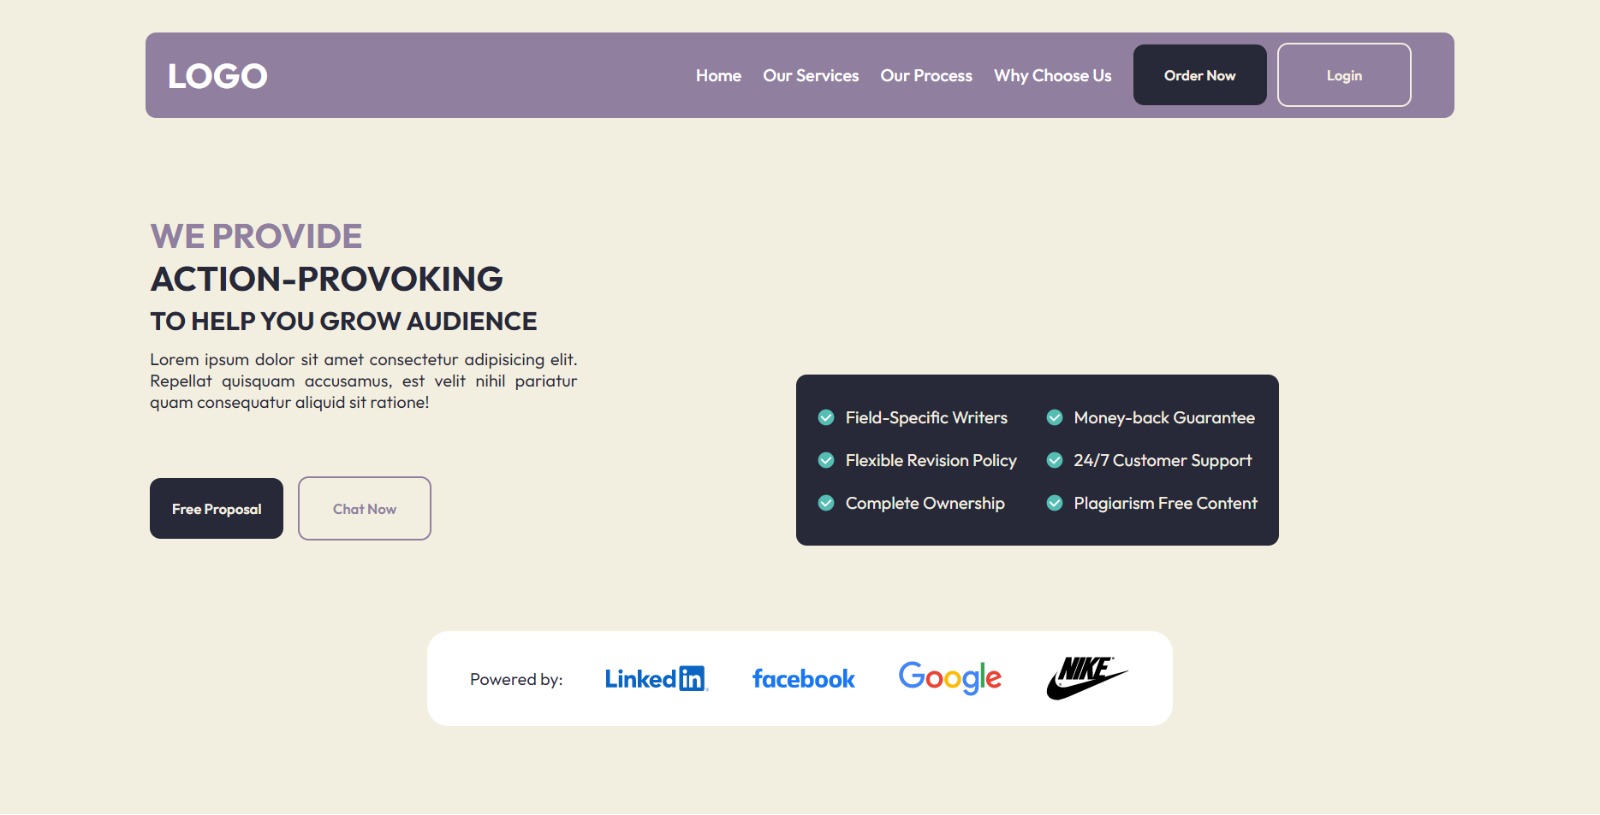 LOGO
Home
Our Services
Our Process
Why Choose Us
Order Now
Login
WE PROVIDE
ACTION-PROVOKING
TO HELP YOU GROW AUDIENCE
Lorem ipsum dolor sit amet consectetur adipisicing elit.
Repellat quisquam accusamus, est velit nihil pariatur
quam consequatur aliquid sit ratione!
Free Proposal
Chat Now
Field-Specific Writers
Money-back Guarantee
Flexible Revision Policy
24/7 Customer Support
Complete Ownership
Plagiarism Free Content
Powered by:
Linked in
facebook
Google
NIKE